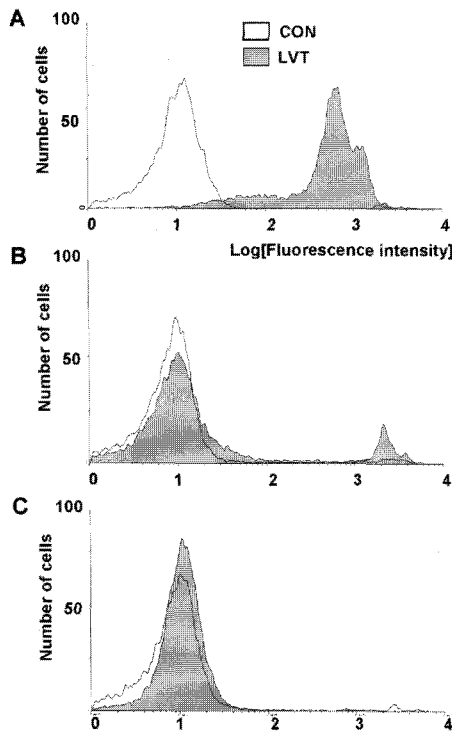 A
100
CON
LVT
Number of cells
50
0 1 2 3 4
Log[Fluorescence intensity]
B
100
Number of cells
50
0 1 2 3 4
C
100
Number of cells
50
0 1 2 3 4